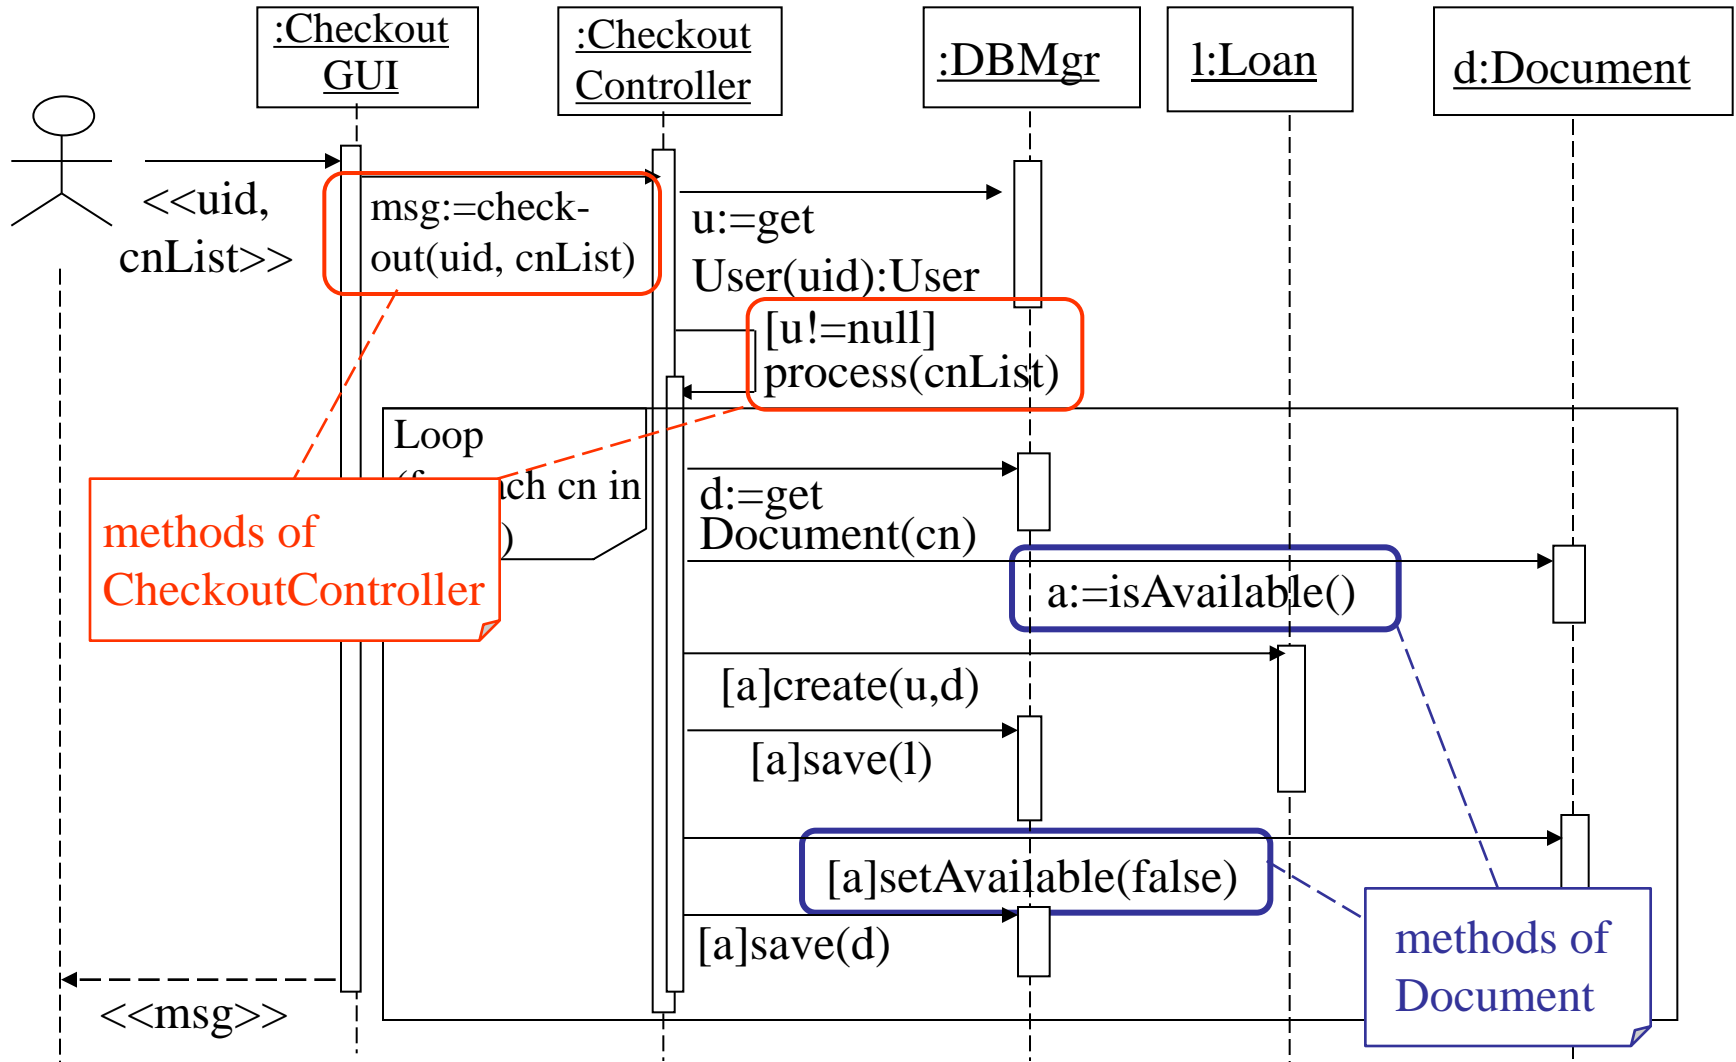 :Checkout
GUI
:Checkout
Controller
:DBMgr
l:Loan
d:Document
<<uid,
cnList>>
msg:=check-
out(uid, cnList)
u:=get
User(uid):User
[u!=null]
process(cnList)
Loop
cn in
)
d:=get
Document(cn)
methods of
CheckoutController
a:=isAvailable()
[a]create(u,d)
[a]save(l)
[a]setAvailable(false)
[a]save(d)
methods of
Document
<<msg>>